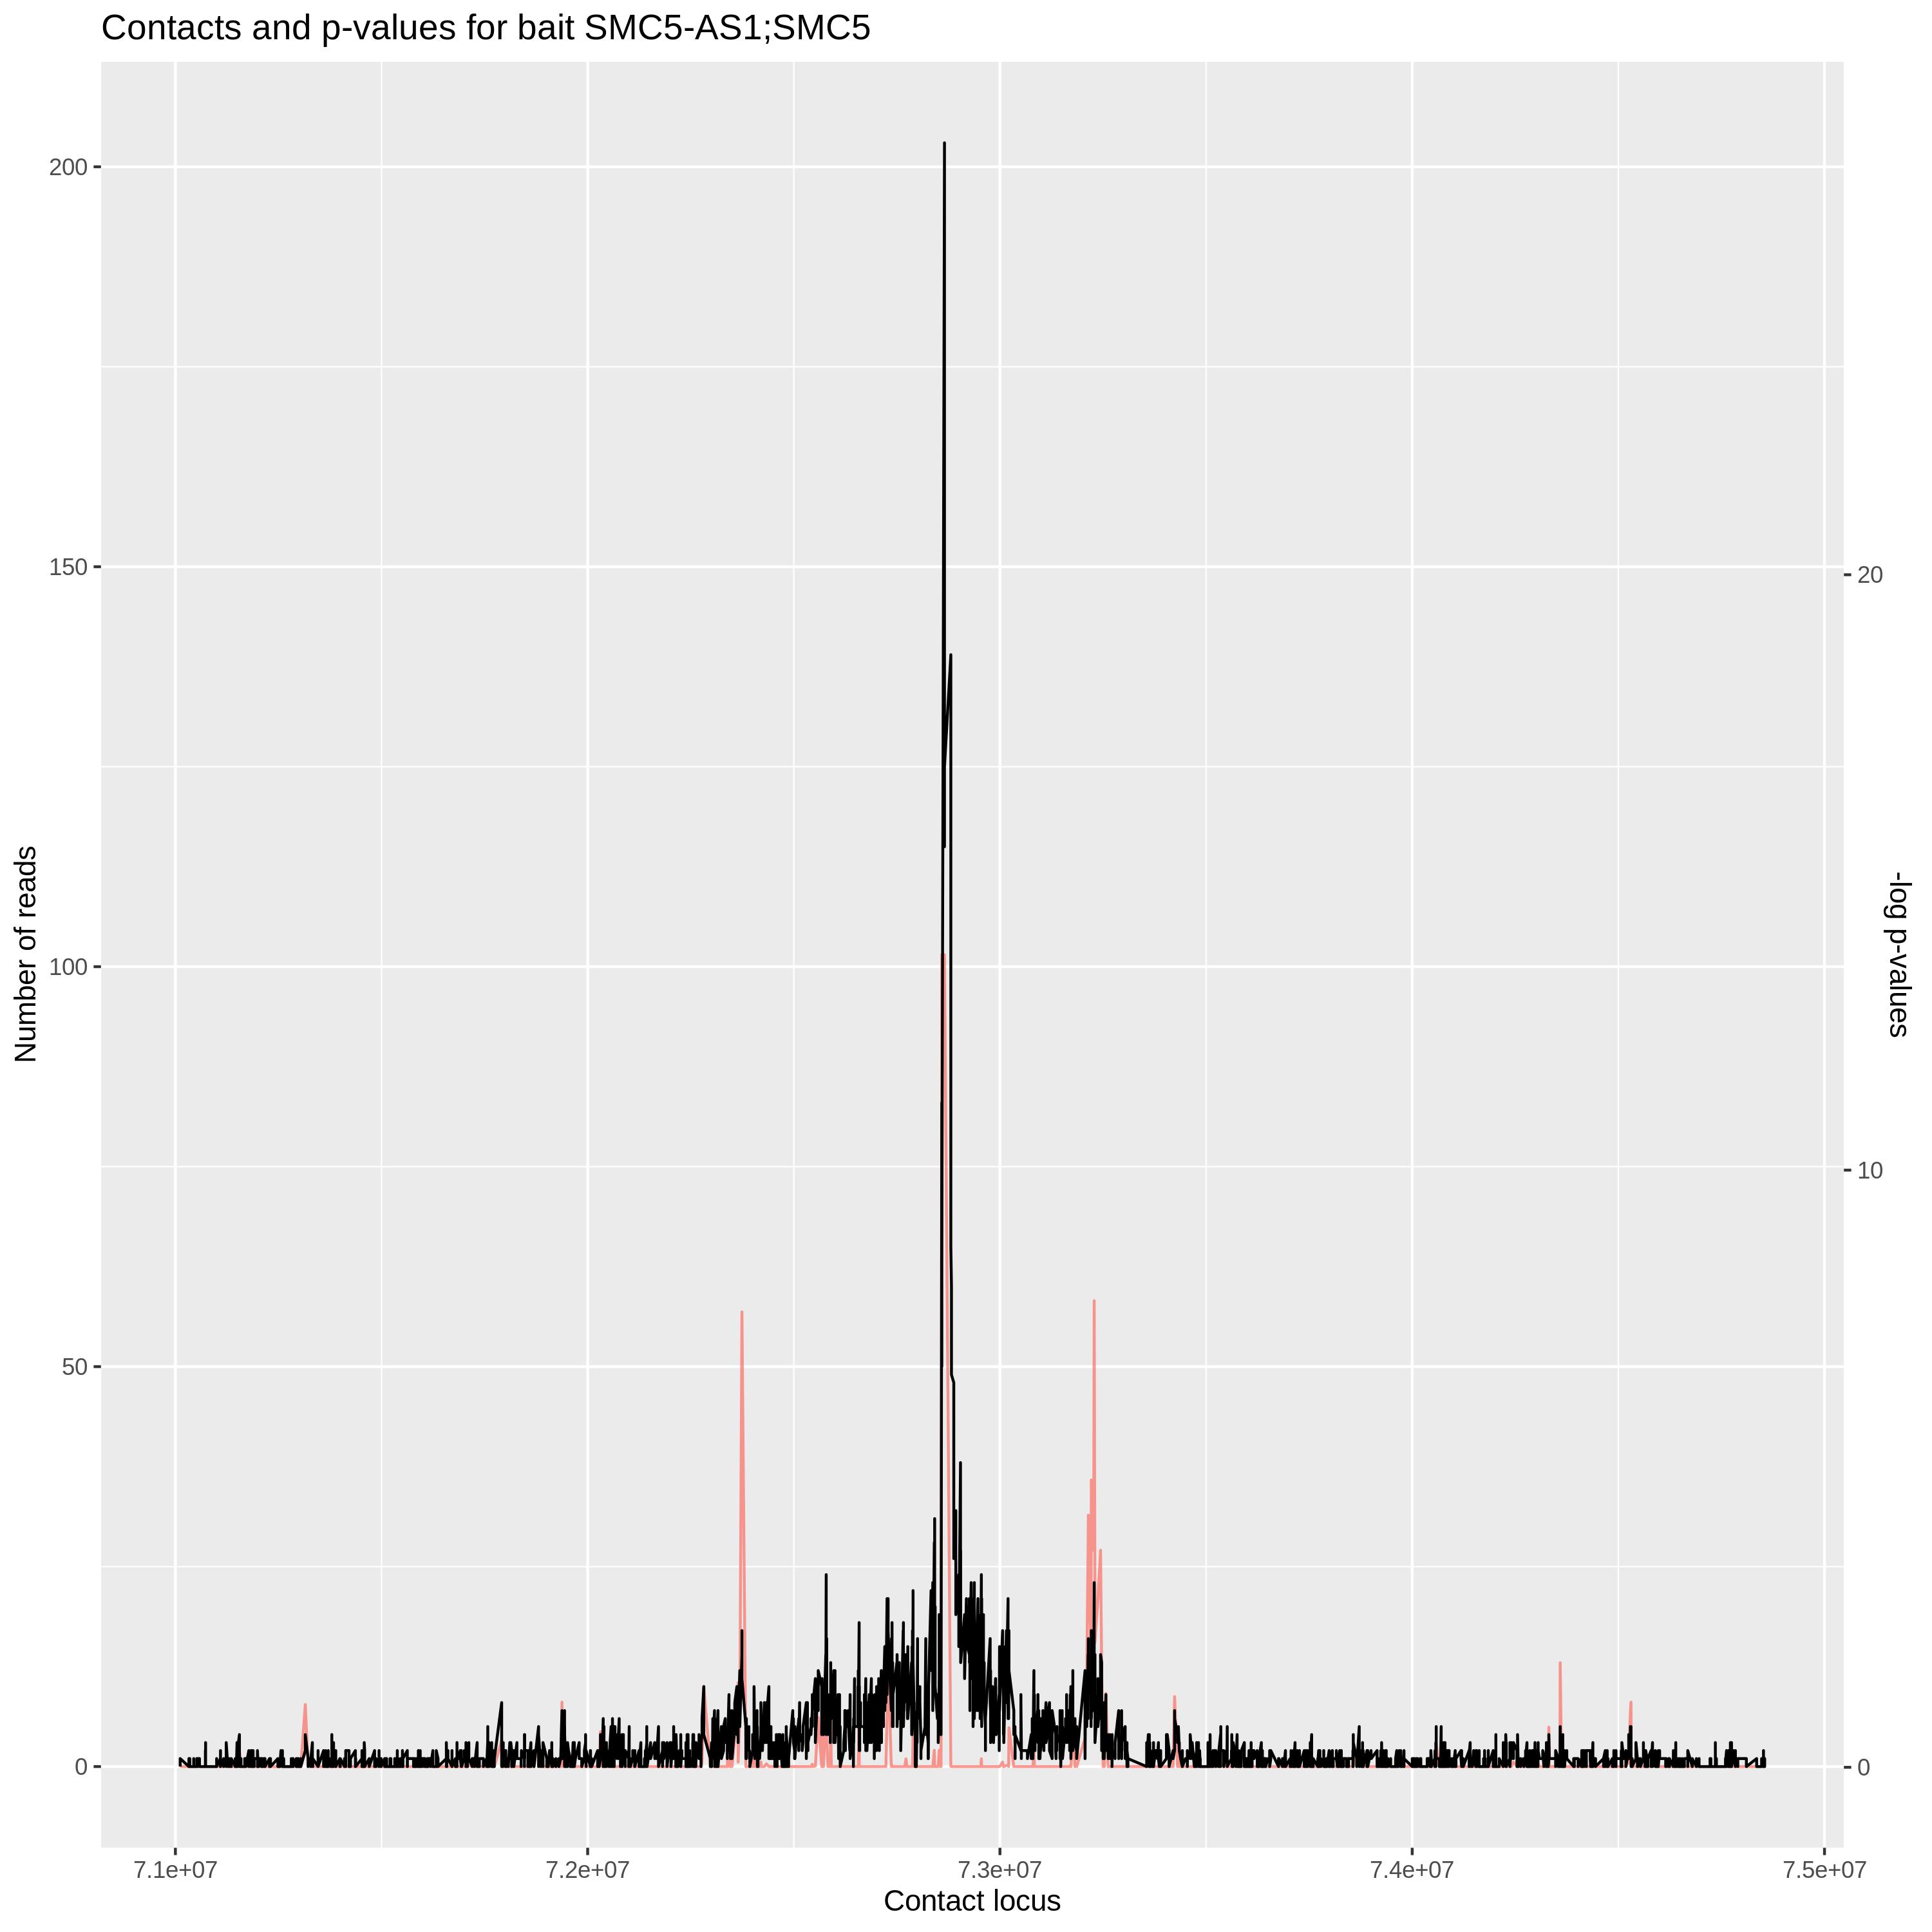 Contacts and p-values for bait SMC5-AS1;SMC5
200
150
100
50
0
Number of reads
20
10
0
-log p-values
7.1e+07
7.2e+07
7.3e+07
7.4e+07
7.5e+07
Contact locus